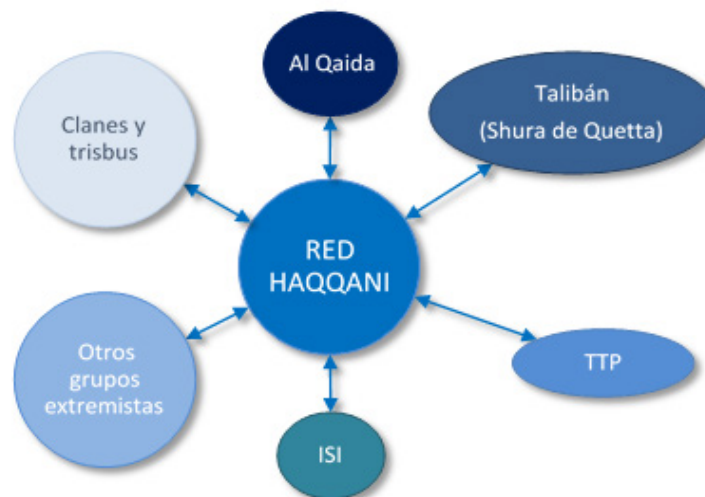 Al Qaida
Talibán
(Shura de Quetta)
Clanes y
trisbus
RED
HAQQANI
Otros
grupos
extremistas
TTP
ISI